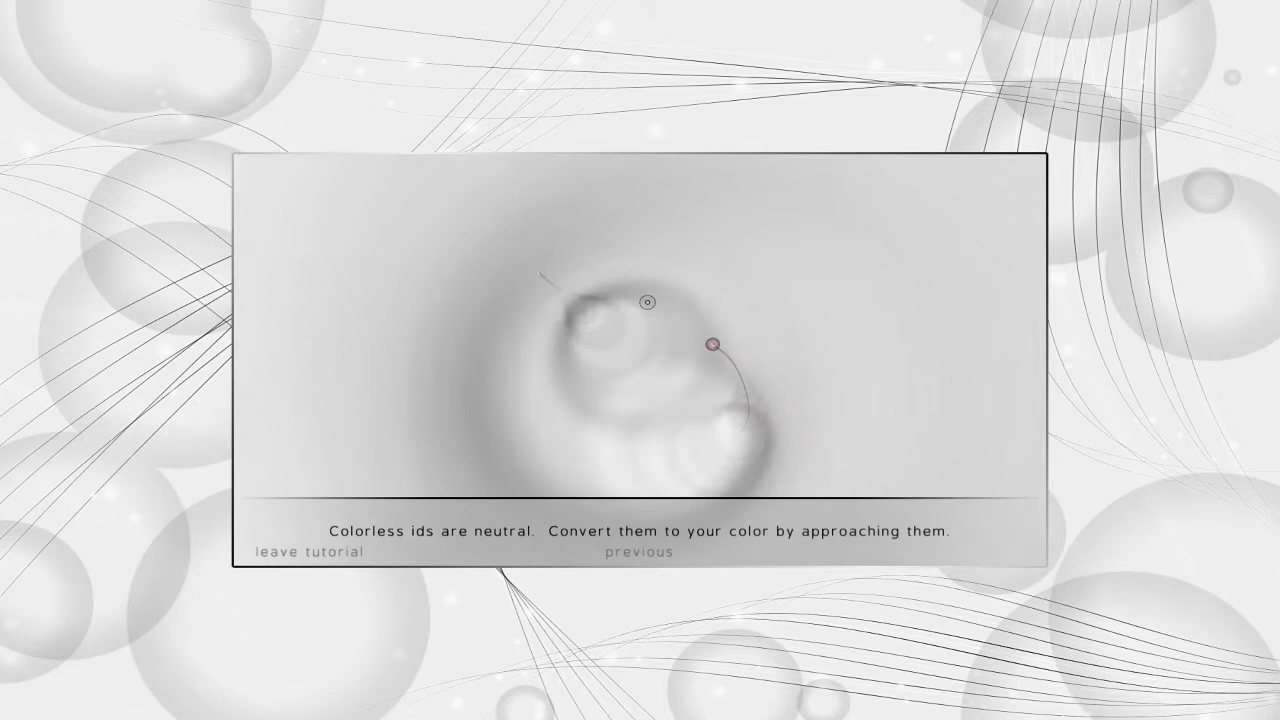 Colorless ids are neutral.  Convert them to your color by approaching them.
leave tutorial
previous